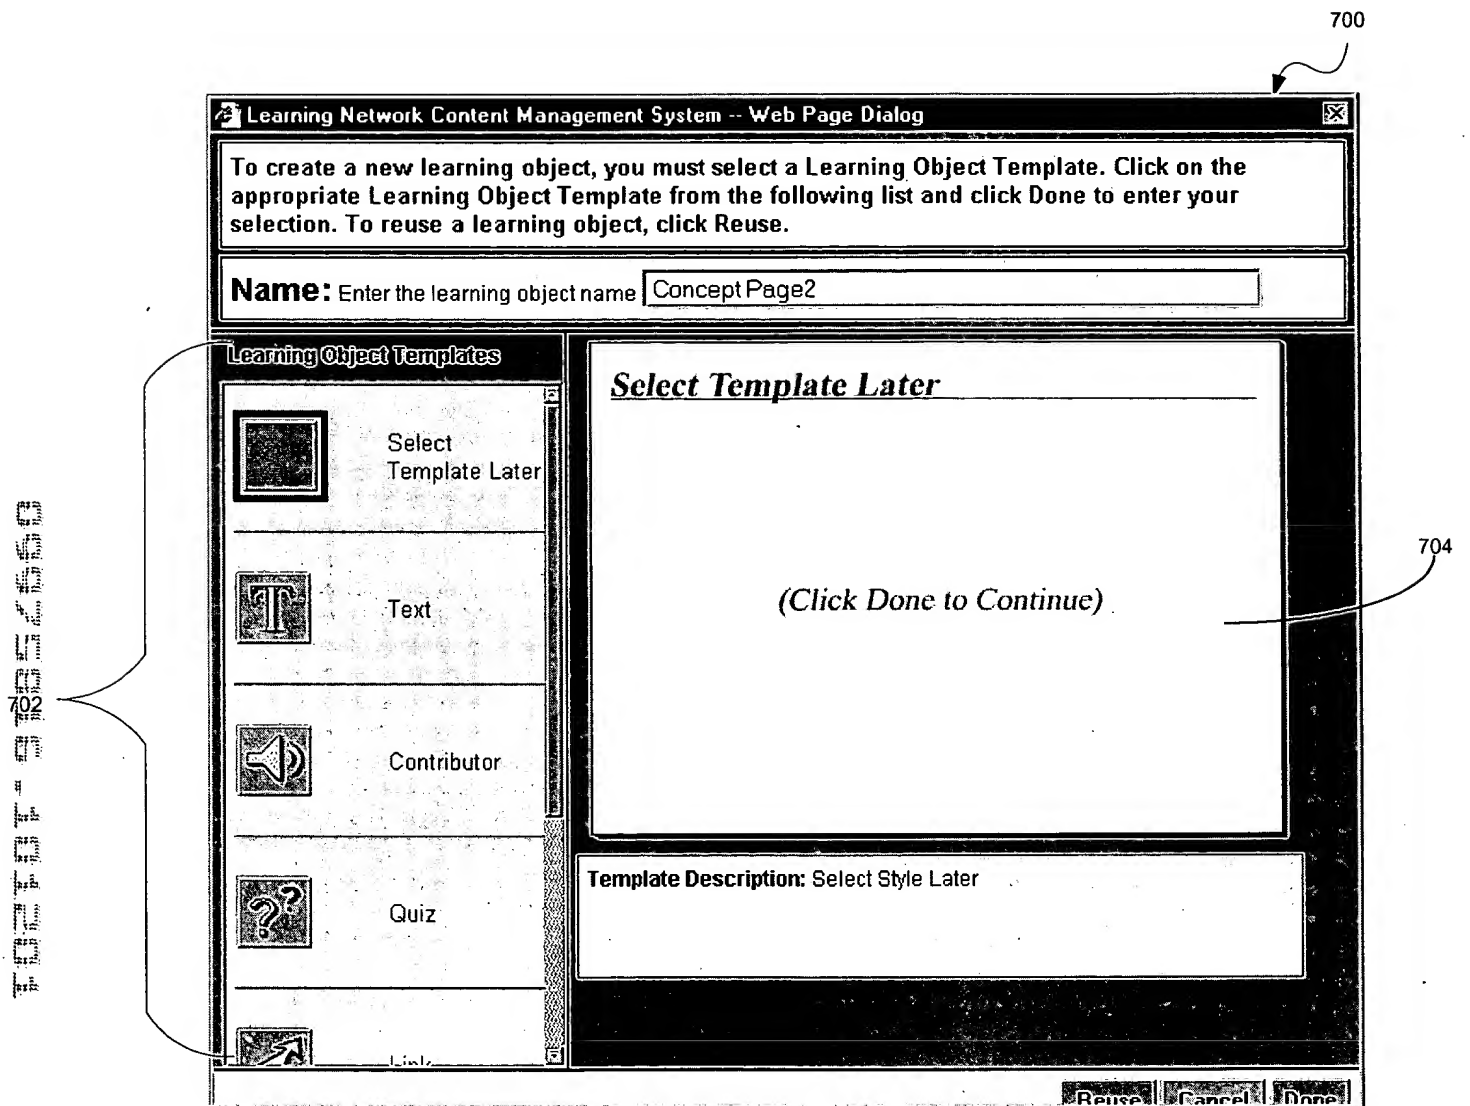 700
Learning Network Content Management System -- Web Page Dialog
To create a new learning object, you must select a Learning Object Template. Click on the
appropriate Learning Object Template from the following list and click Done to enter your
selection. To reuse a learning object, click Reuse.
Name: Enter the learning object name Concept Page2
Learning Object Templates
Select
Template Later
Text
Contributor
Quiz
Link
702
Select Template Later
(Click Done to Continue)
704
Template Description: Select Style Later
Reuse Cancel Done